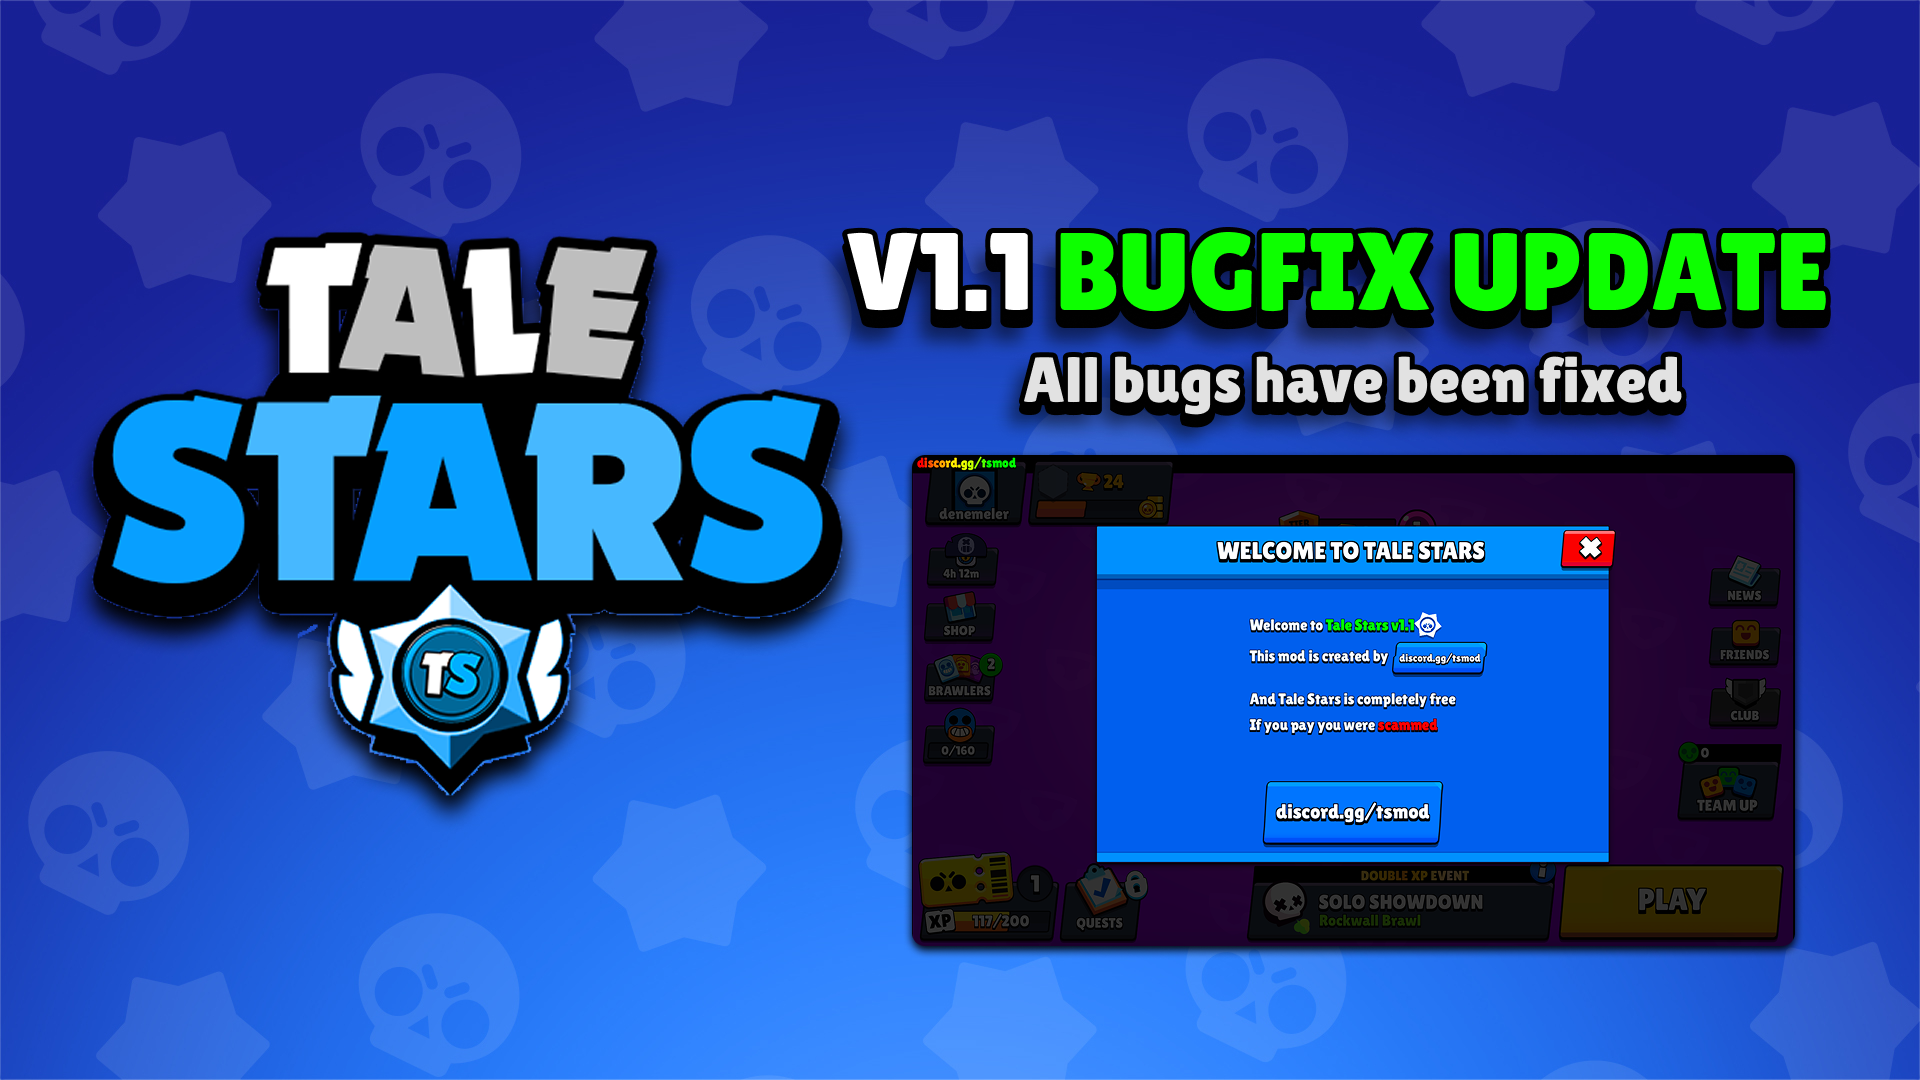 TALE
STARS
TS
V1.1 BUGFIX UPDATE
All bugs have been fixed
discord.gg/tsmod
denemeler
24
4h 12m
SHOP
2
BRAWLERS
0/160
WELCOME TO TALE STARS
Welcome to Tale Stars v1.1
This mod is created by discord.gg/tsmod
And Tale Stars is completely free
If you pay you were scammed
discord.gg/tsmod
NEWS
FRIENDS
CLUB
0
TEAM UP
1
XP 117/200
6
QUESTS
DOUBLE XP EVENT
i
SOLO SHOWDOWN
Rockwall Brawl
PLAY